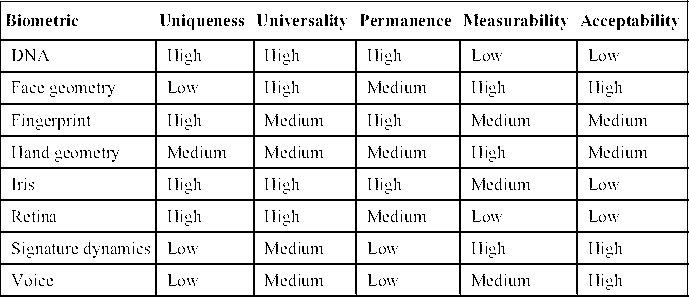 Biometric Uniqueness Universality Permanence Measurability Acceptability
DNA High High High Low Low
Face geometry Low High Medium High High
Fingerprint High Medium High Medium Medium
Hand geometry Medium Medium Medium High Medium
Iris High High High Medium Low
Retina High High Medium Low Low
Signature dynamics Low Medium Low High High
Voice Low Medium Low Medium High